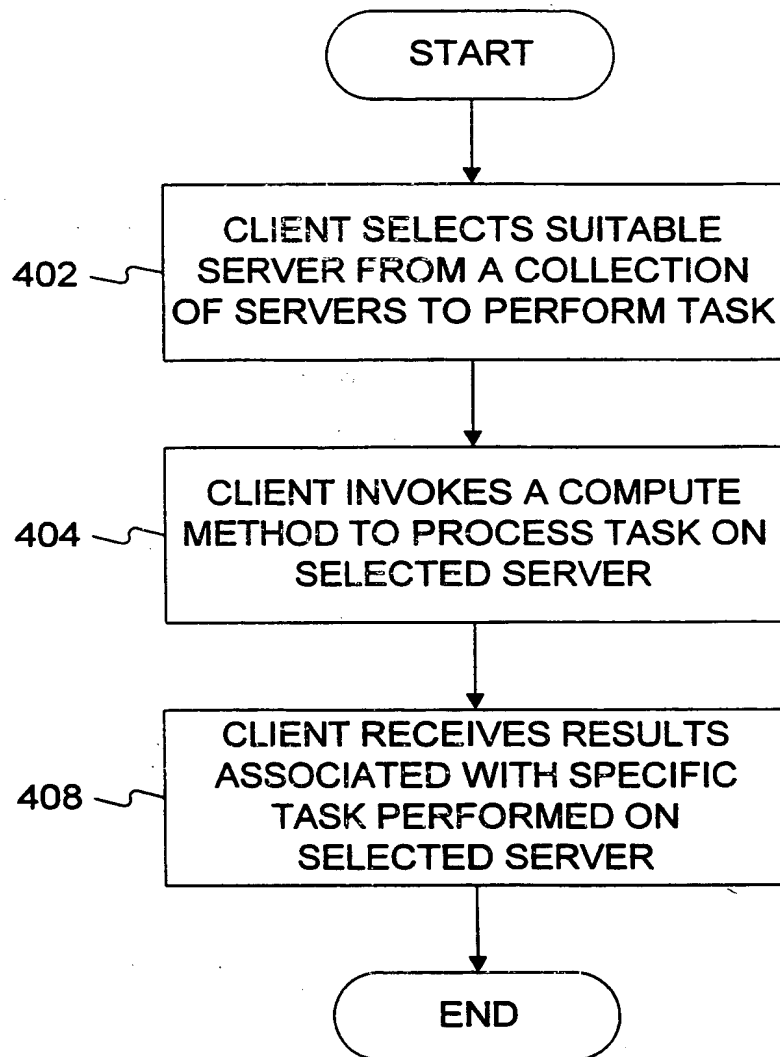 START
CLIENT SELECTS SUITABLE
SERVER FROM A COLLECTION
OF SERVERS TO PERFORM TASK
402
CLIENT INVOKES A COMPUTE
METHOD TO PROCESS TASK ON
SELECTED SERVER
404
CLIENT RECEIVES RESULTS
ASSOCIATED WITH SPECIFIC
TASK PERFORMED ON
SELECTED SERVER
408
END